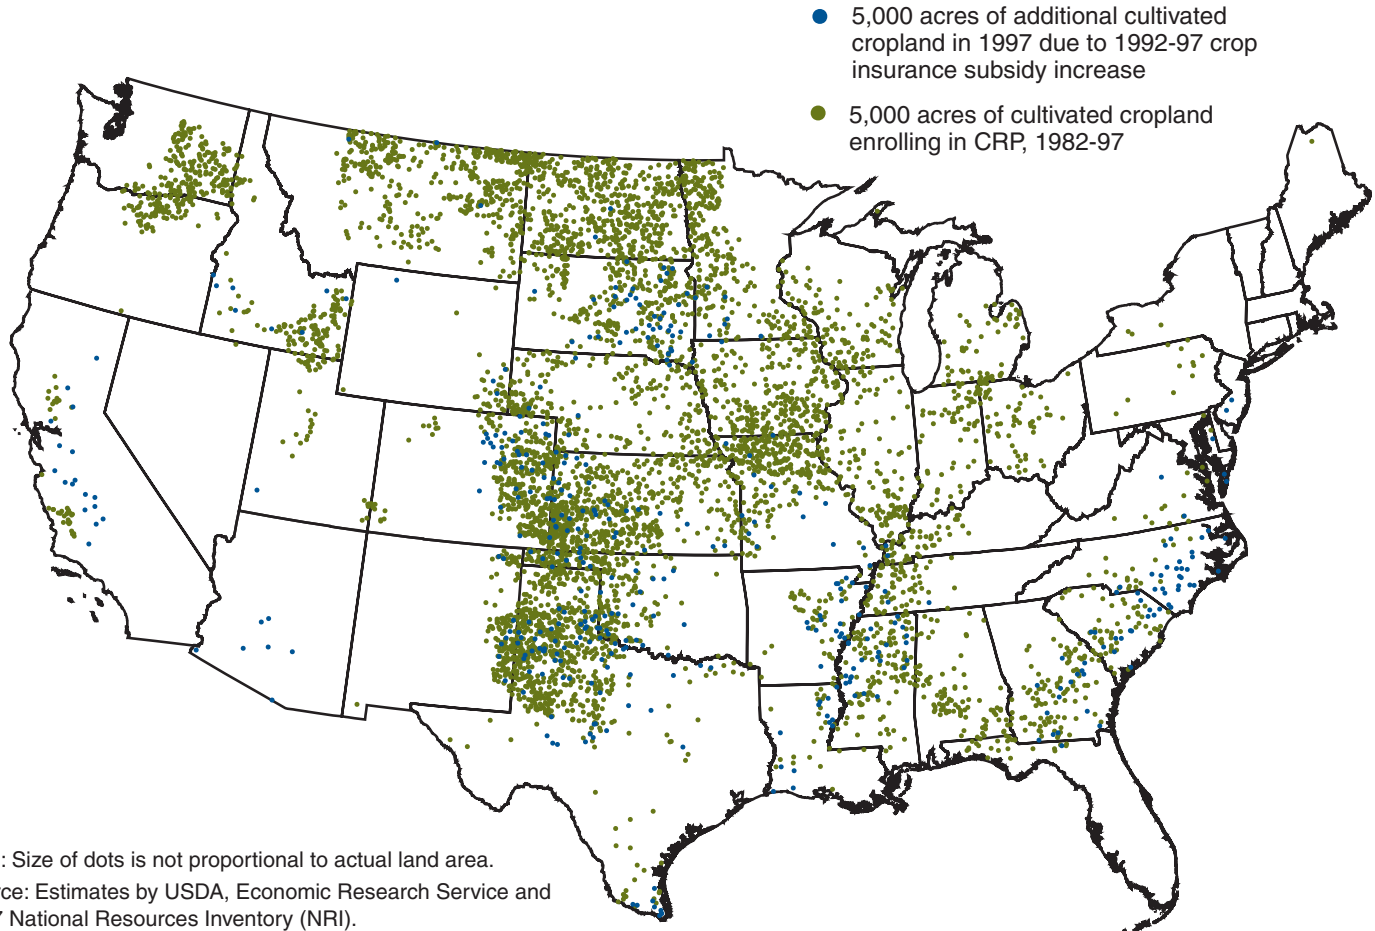 5,000 acres of additional cultivated
cropland in 1997 due to 1992-97 crop
insurance subsidy increase
5,000 acres of cultivated cropland
enrolling in CRP, 1982-97
: Size of dots is not proportional to actual land area.
rce: Estimates by USDA, Economic Research Service and
National Resources Inventory (NRI).